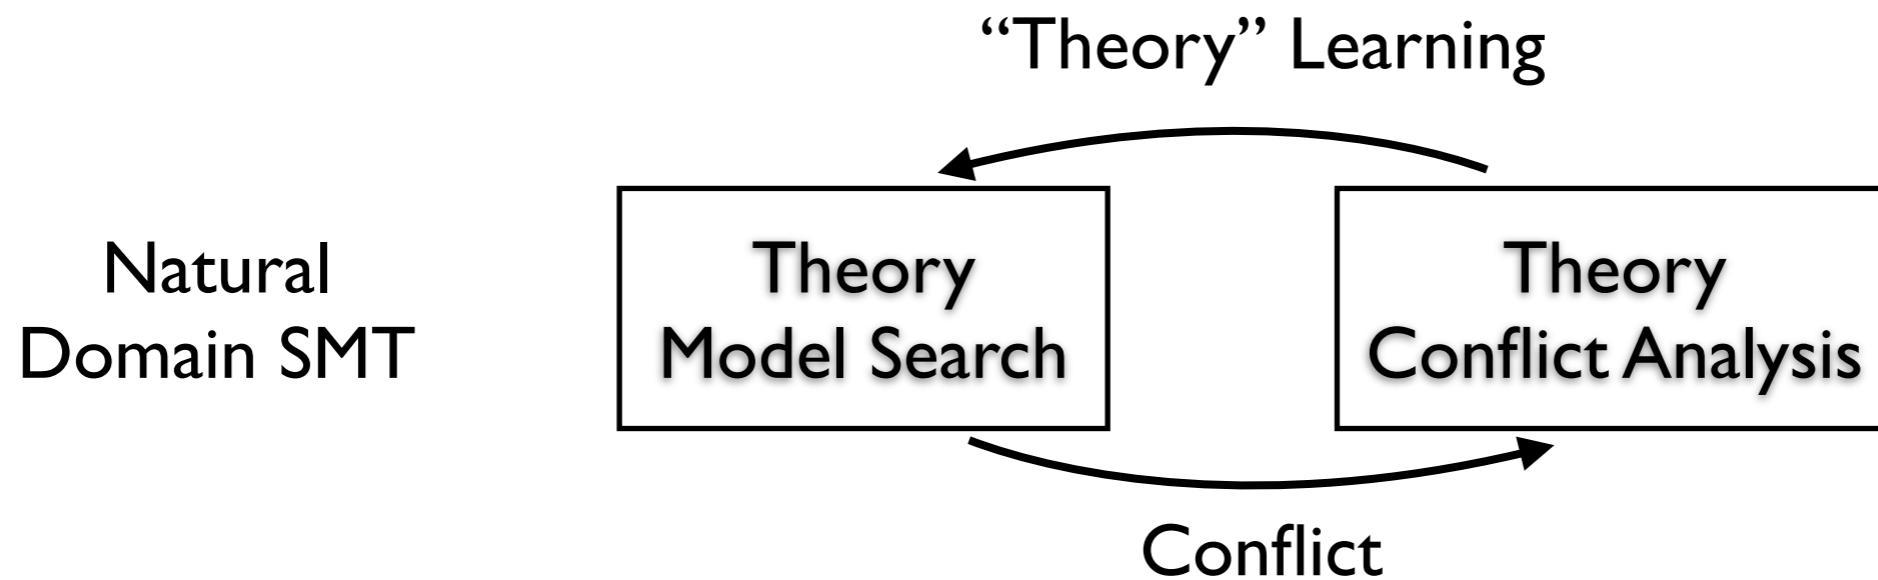 “Theory” Learning
Natural
Domain SMT
Theory
Model Search
Theory
Conflict Analysis
Conflict